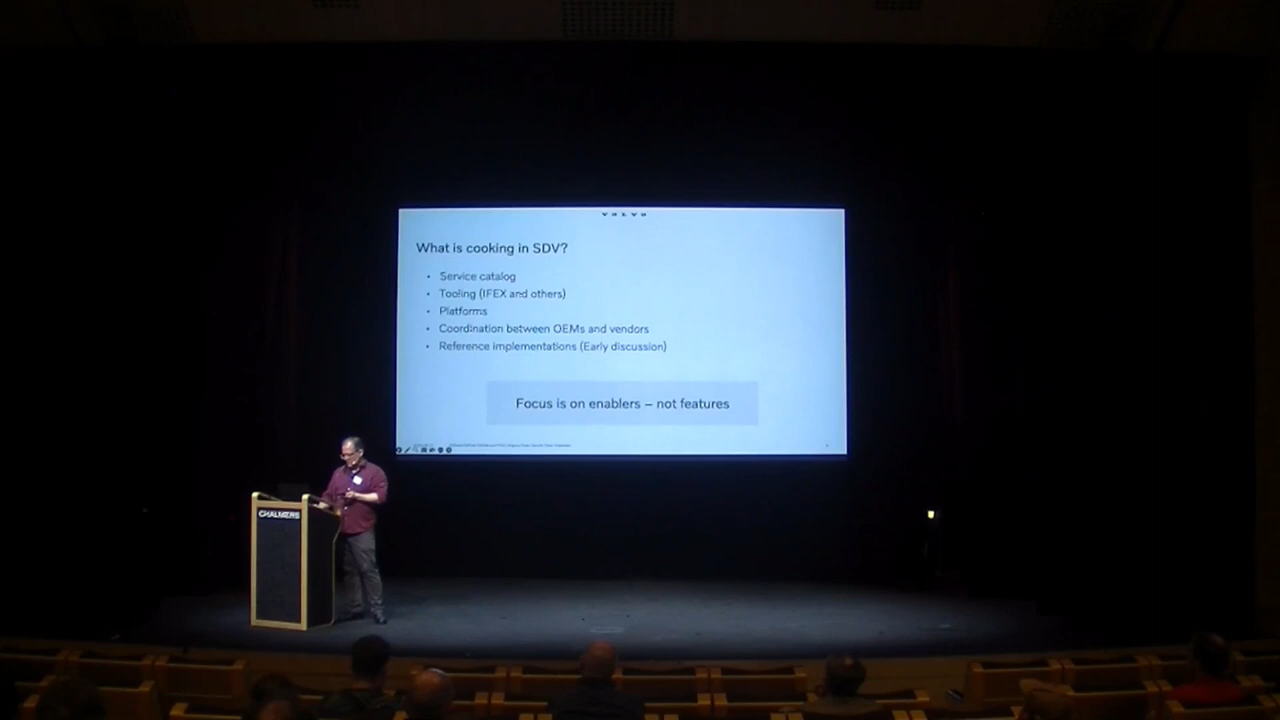 VOLVO
What is cooking in SDV?
• Service catalog
• Tooling (IFEX and others)
• Platforms
• Coordination between OEMs and vendors
• Reference implementations (Early discussion)
Focus is on enablers – not features
CHALMERS